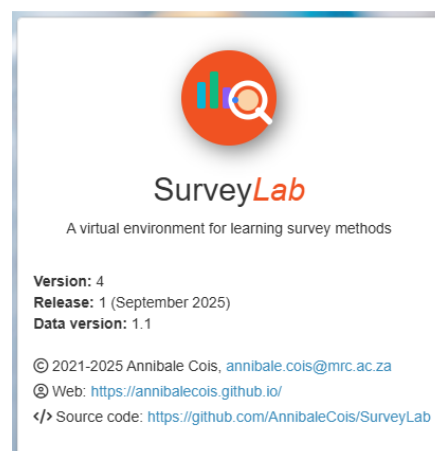 SurveyLab
A virtual environment for learning survey methods
Version: 4
Release: 1 (September 2025)
Data version: 1.1
© 2021-2025 Annibale Cois, annibale.cois@mrc.ac.za
Web: https://annibalecois.github.io/
</> Source code: https://github.com/AnnibaleCois/SurveyLab